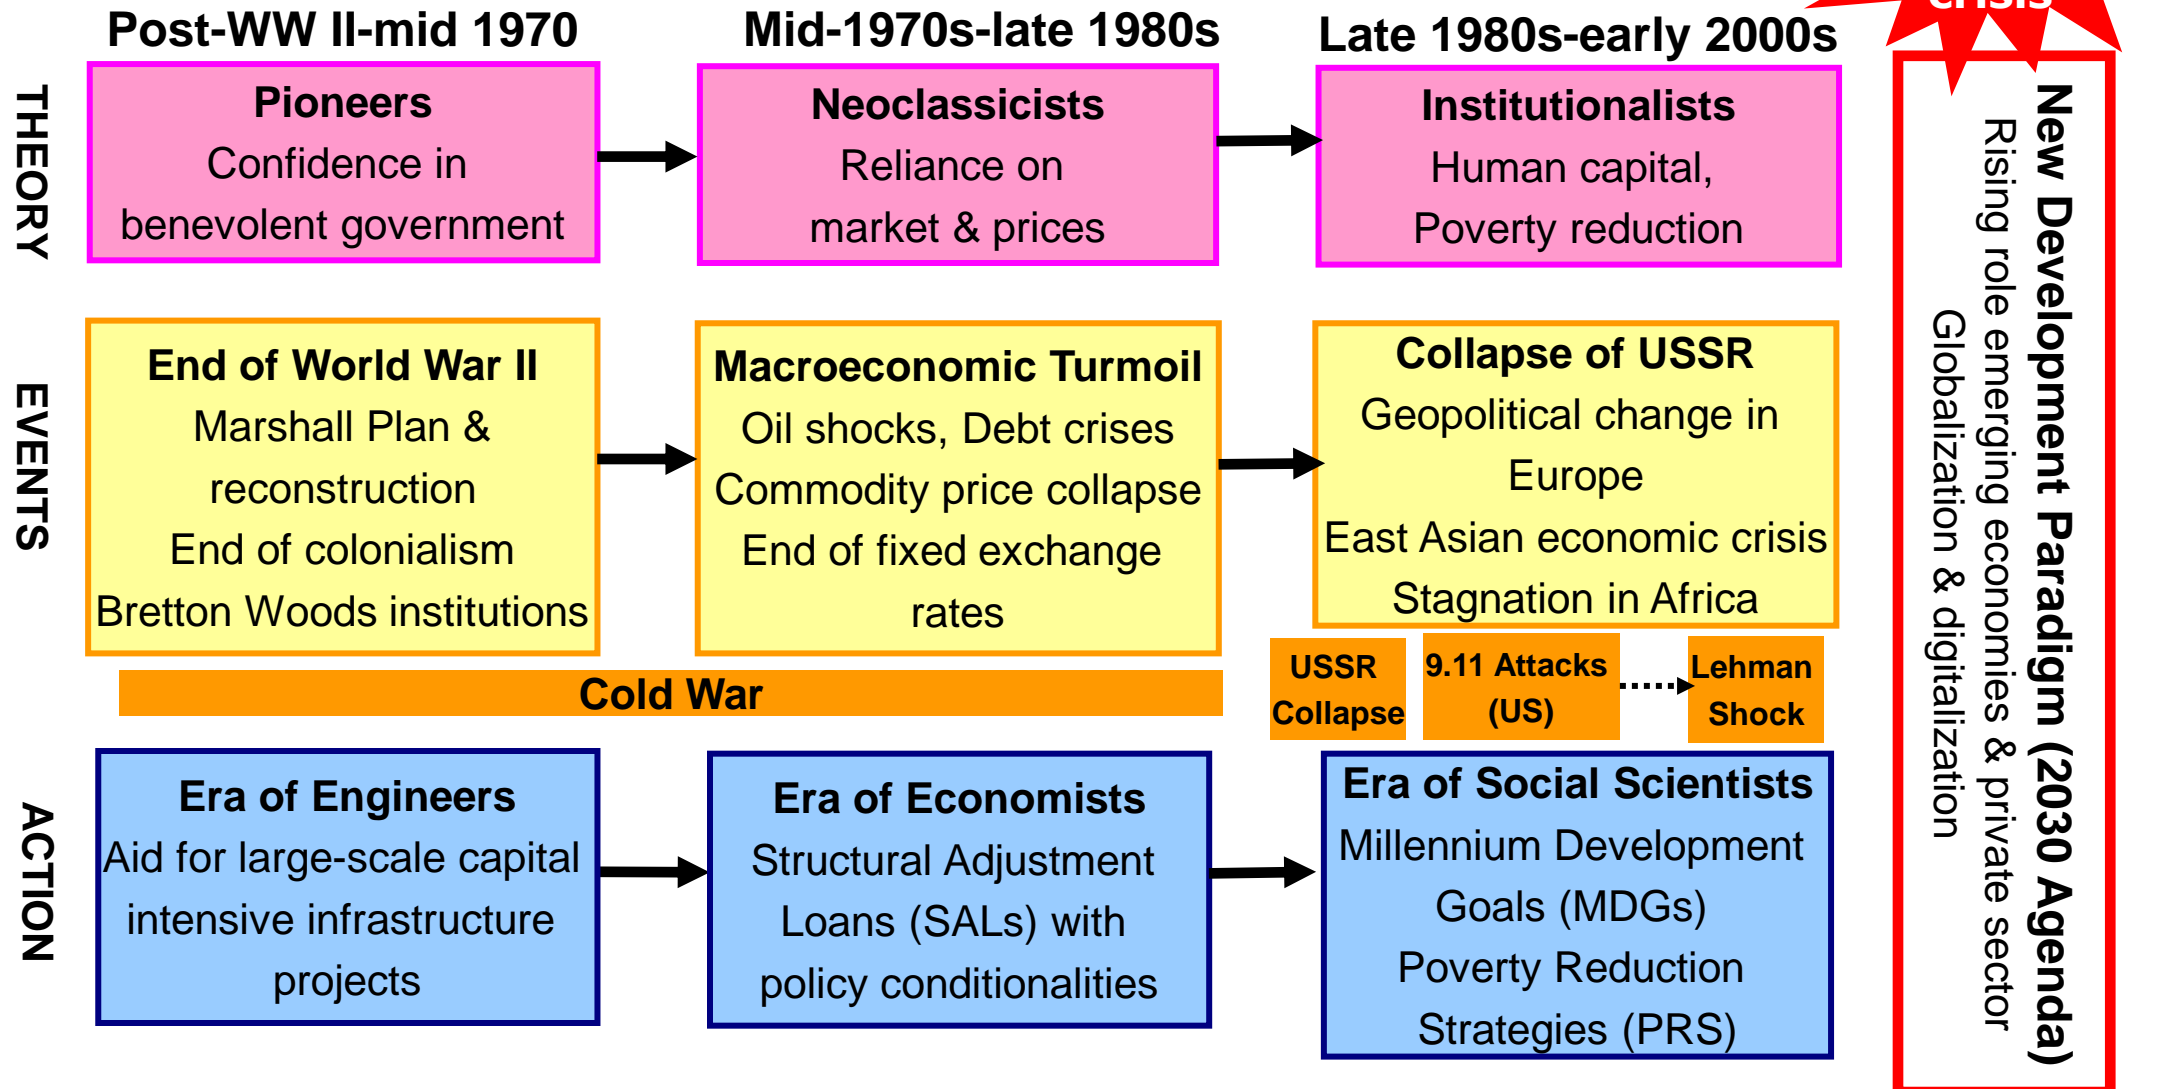 Post-WW II-mid 1970
Mid-1970s-late 1980s
Late 1980s-early 2000s
crisis
THEORY
Pioneers
Confidence in
benevolent government
Neoclassicists
Reliance on
market & prices
Institutionalists
Human capital,
Poverty reduction
EVENTS
End of World War II
Marshall Plan &
reconstruction
End of colonialism
Bretton Woods institutions
Macroeconomic Turmoil
Oil shocks, Debt crises
Commodity price collapse
End of fixed exchange
rates
Collapse of USSR
Geopolitical change in
Europe
East Asian economic crisis
Stagnation in Africa
Cold War
USSR
Collapse
9.11 Attacks
(US)
Lehman
Shock
ACTION
Era of Engineers
Aid for large-scale capital
intensive infrastructure
projects
Era of Economists
Structural Adjustment
Loans (SALs) with
policy conditionalities
Era of Social Scientists
Millennium Development
Goals (MDGs)
Poverty Reduction
Strategies (PRS)
New Development Paradigm (2030 Agenda)
Rising role emerging economies & private sector
Globalization & digitalization